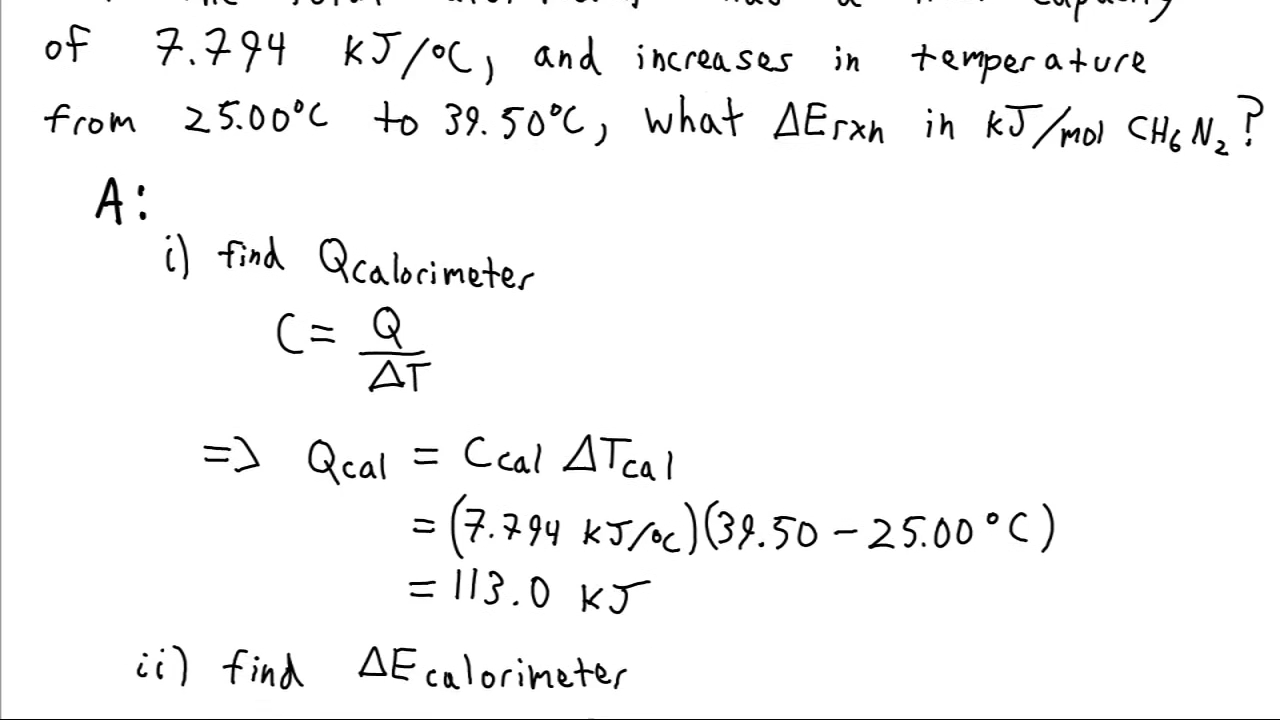 of 7.794 kJ/°C, and increases in temperature
from 25.00°C to 39.50°C, what ΔErxn in kJ/mol CH₆N₂?
A:
i) find Qcalorimeter
C = Q/ΔT
=> Qcal = Ccal ΔTcal
= (7.794 kJ/°C)(39.50 - 25.00 °C)
= 113.0 kJ
ii) find ΔEcalorimeter